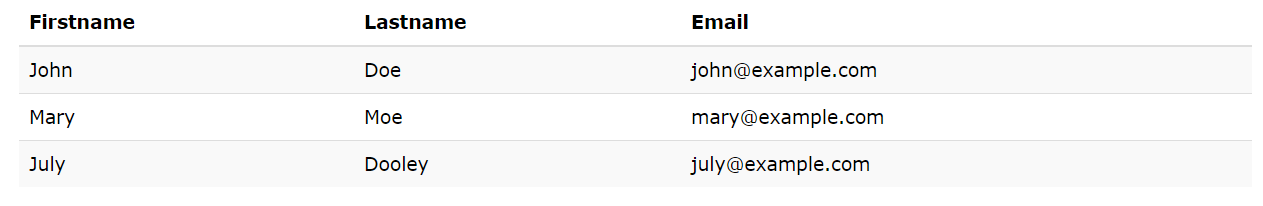 Firstname Lastname Email
John Doe john@example.com
Mary Moe mary@example.com
July Dooley july@example.com